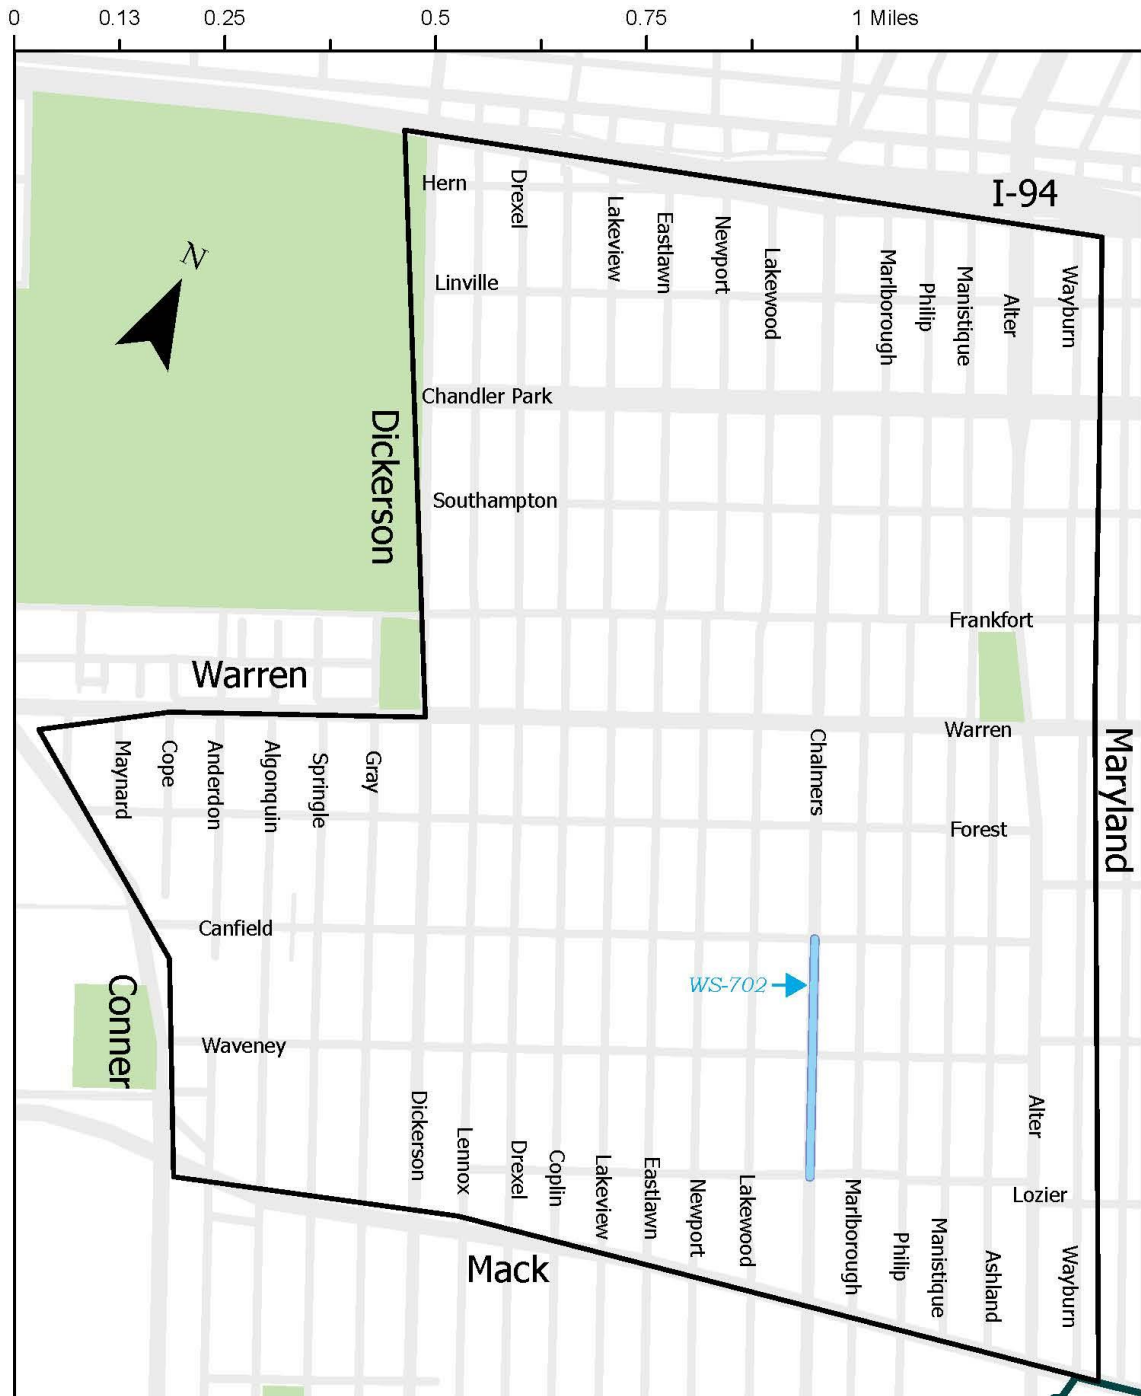 0 0.13 0.25 0.5 0.75 1 Miles
I-94
Hern
Drexel
Lakeview
Eastlawn
Newport
Lakewood
Marlborough
Philip
Manistique
Alter
Wayburn
N
Linville
Chandler Park
Dickerson
Southampton
Frankfort
Warren
Warren
Maryland
Chalmers
Maynard
Cope
Anderdon
Algonquin
Springle
Gray
Forest
Canfield
WS-702
Conner
Waveney
Dickerson
Lennox
Drexel
Coplin
Lakeview
Eastlawn
Newport
Lakewood
Marlborough
Philip
Manistique
Ashland
Alter
Lozier
Wayburn
Mack